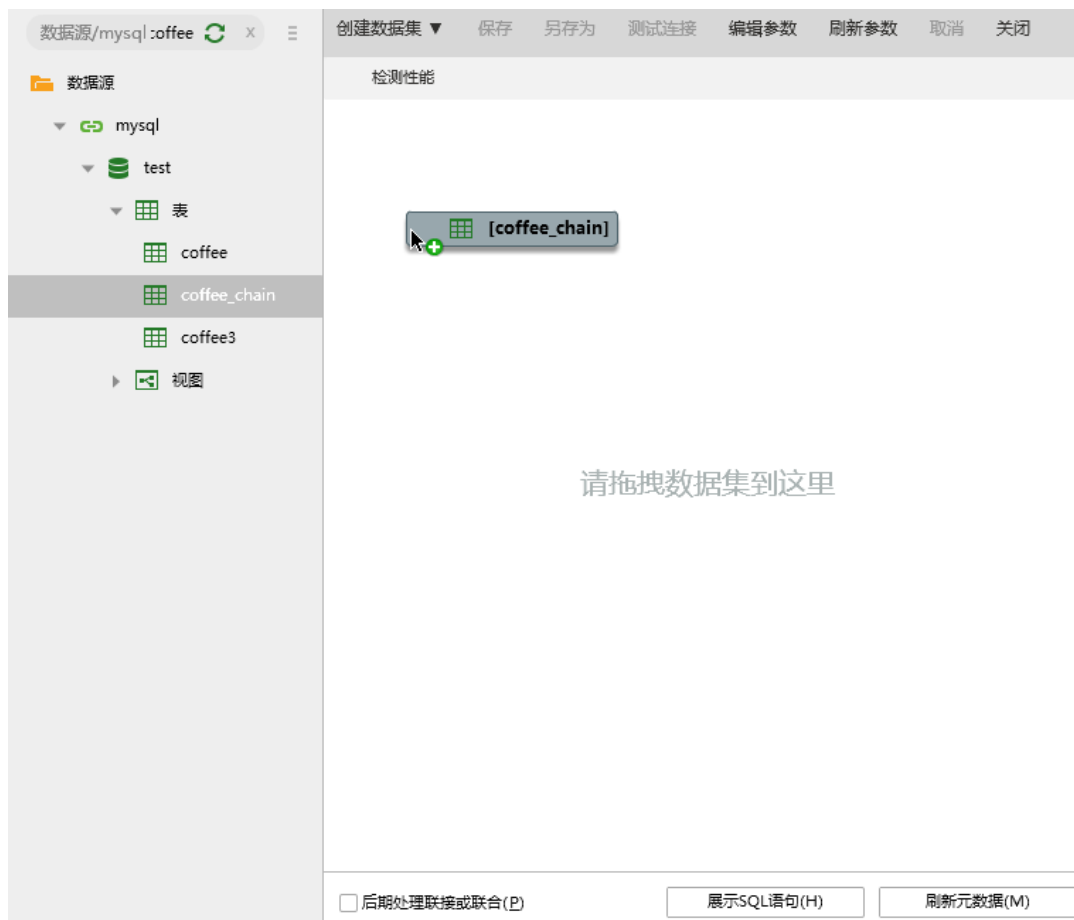 数据源/mysql :offee x
数据源
mysql
test
表
coffee
coffee_chain
coffee3
视图
创建数据集 ▼ 保存 另存为 测试连接 编辑参数 刷新参数 取消 关闭
检测性能
[coffee_chain]
请拖拽数据集到这里
后期处理联接或联合(P) 展示SQL语句(H) 刷新元数据(M)